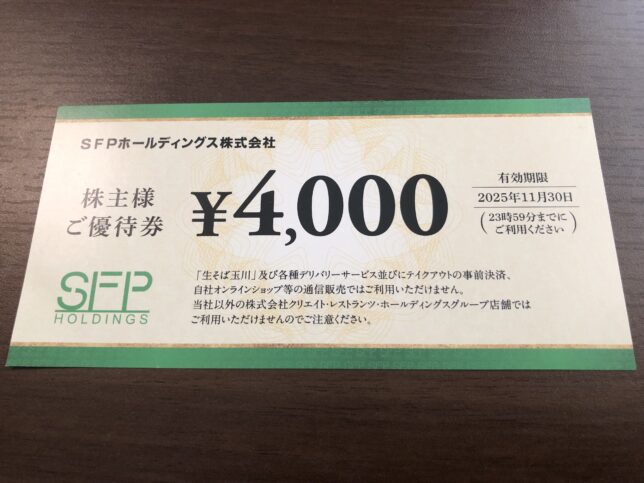 SFPホールディングス株式会社
株主様
ご優待券
¥4,000
有効期限
2025年11月30日
(23時59分までに
ご利用ください)
「生そば玉川」及び各種デリバリーサービス並びにテイクアウトの事前決済、
自社オンラインショップ等の通信販売ではご利用いただけません。
当社以外の株式会社クリエイト・レストランツ・ホールディングスグループ店舗では
ご利用いただけませんのでご注意ください。
SFP
HOLDINGS